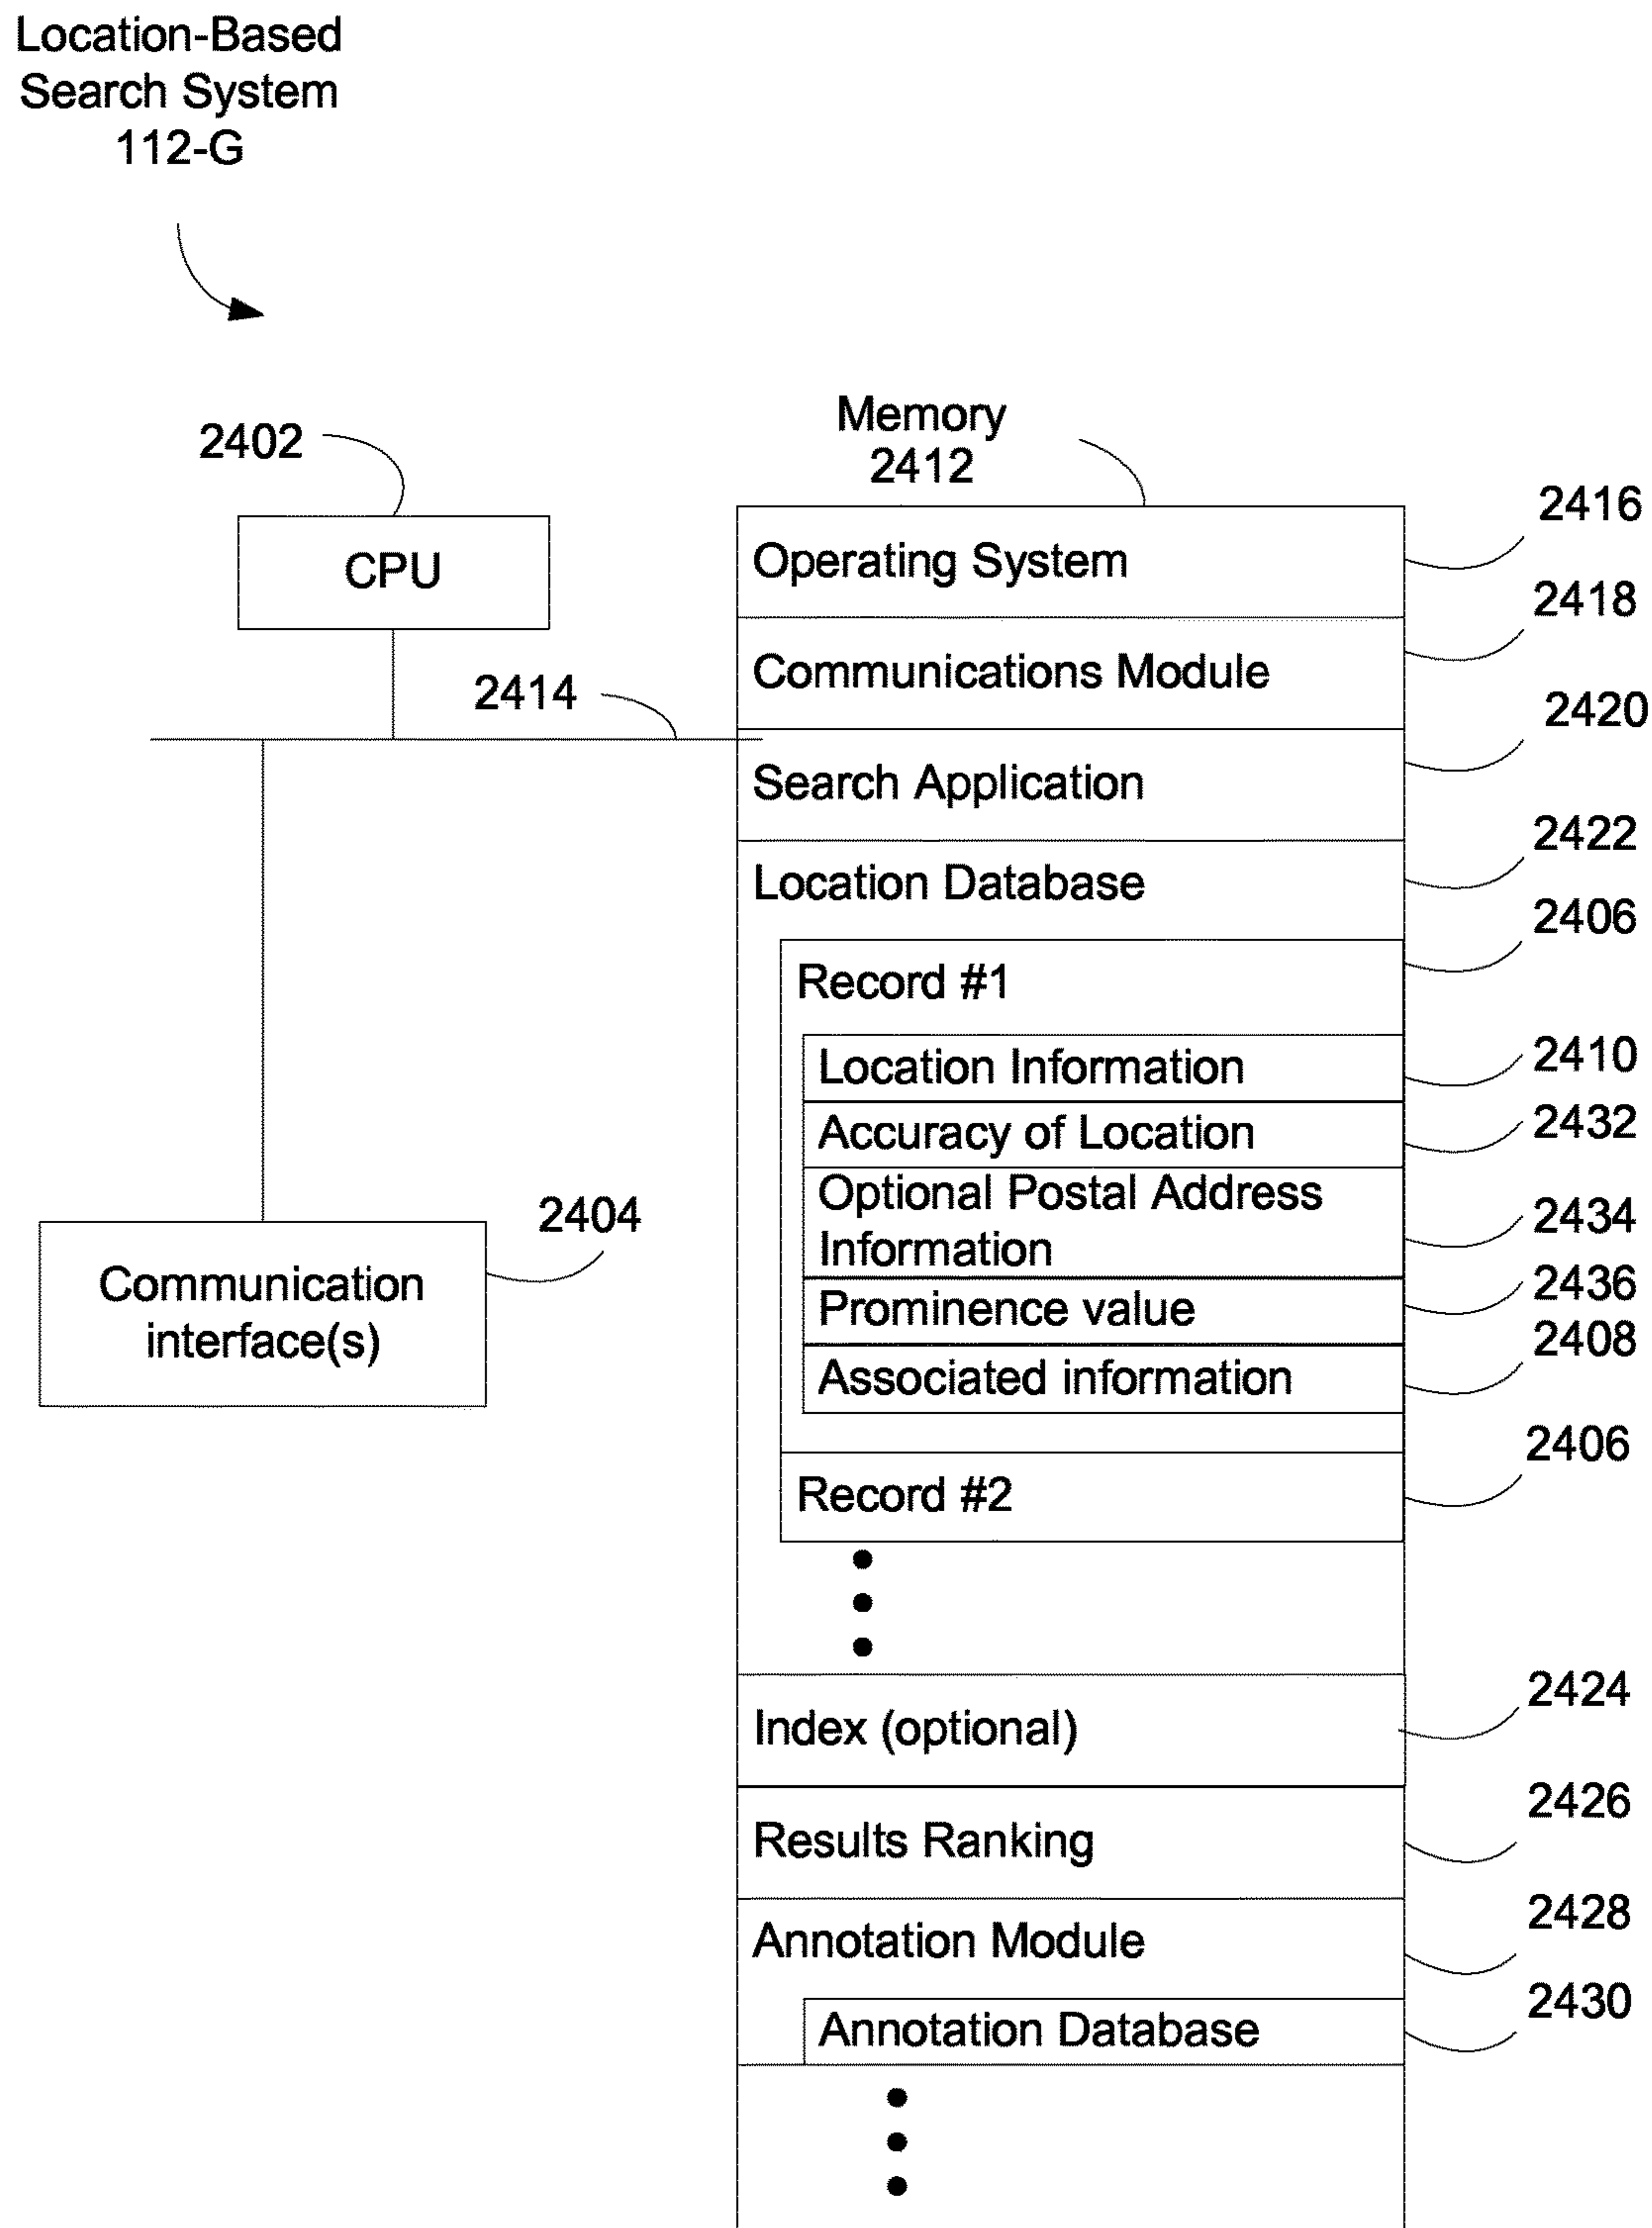 Location-Based
Search System
112-G
2402
CPU
2414
Communication
interface(s)
2404
Memory
2412
Operating System
2416
Communications Module
2418
Search Application
2420
Location Database
2422
Record #1
2406
Location Information
2410
Accuracy of Location
2432
Optional Postal Address
Information
2434
Prominence value
2436
Associated information
2408
Record #2
2406
Index (optional)
2424
Results Ranking
2426
Annotation Module
2428
Annotation Database
2430